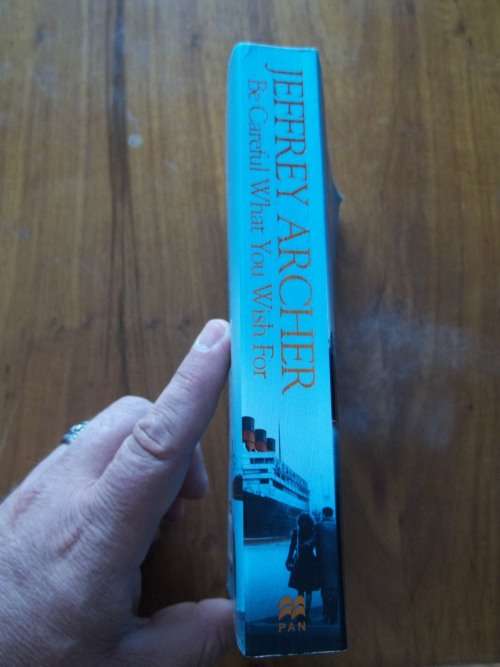 JEFFREY ARCHER
Be Careful What You Wish For
PAN